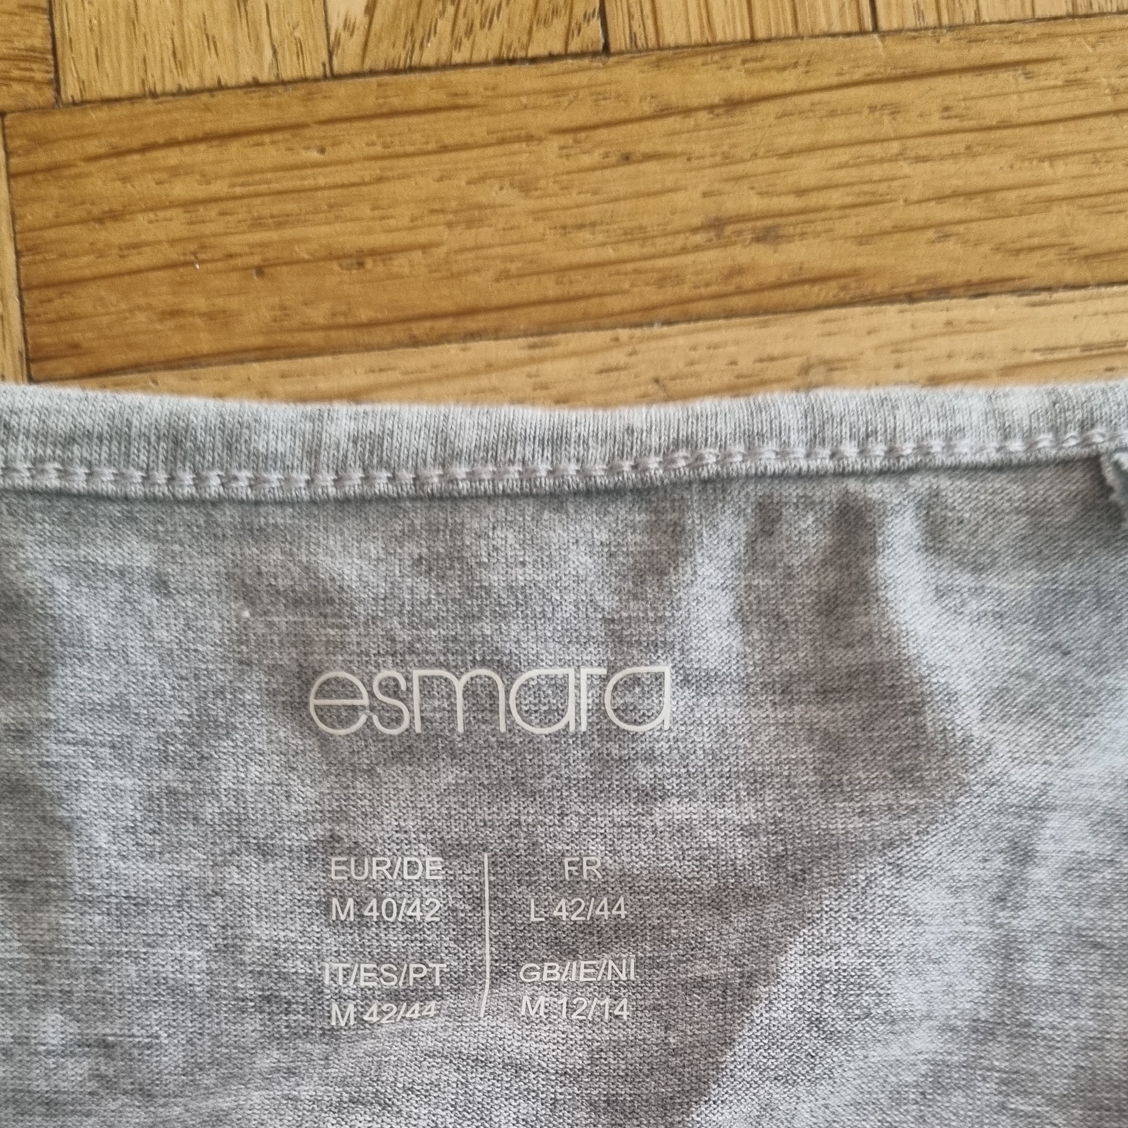 esmara
EUR/DE
M 40/42
FR
L 42/44
IT/ES/PT
M 42/44
GB/IE/NI
M 12/14